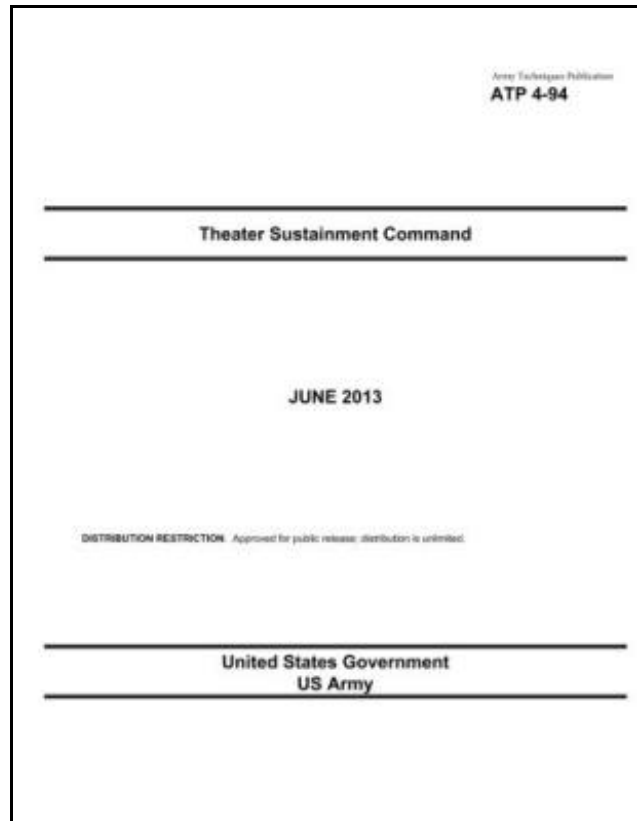 Army Techniques Publication
ATP 4-94
Theater Sustainment Command
JUNE 2013
DISTRIBUTION RESTRICTION. Approved for public release; distribution is unlimited.
United States Government
US Army